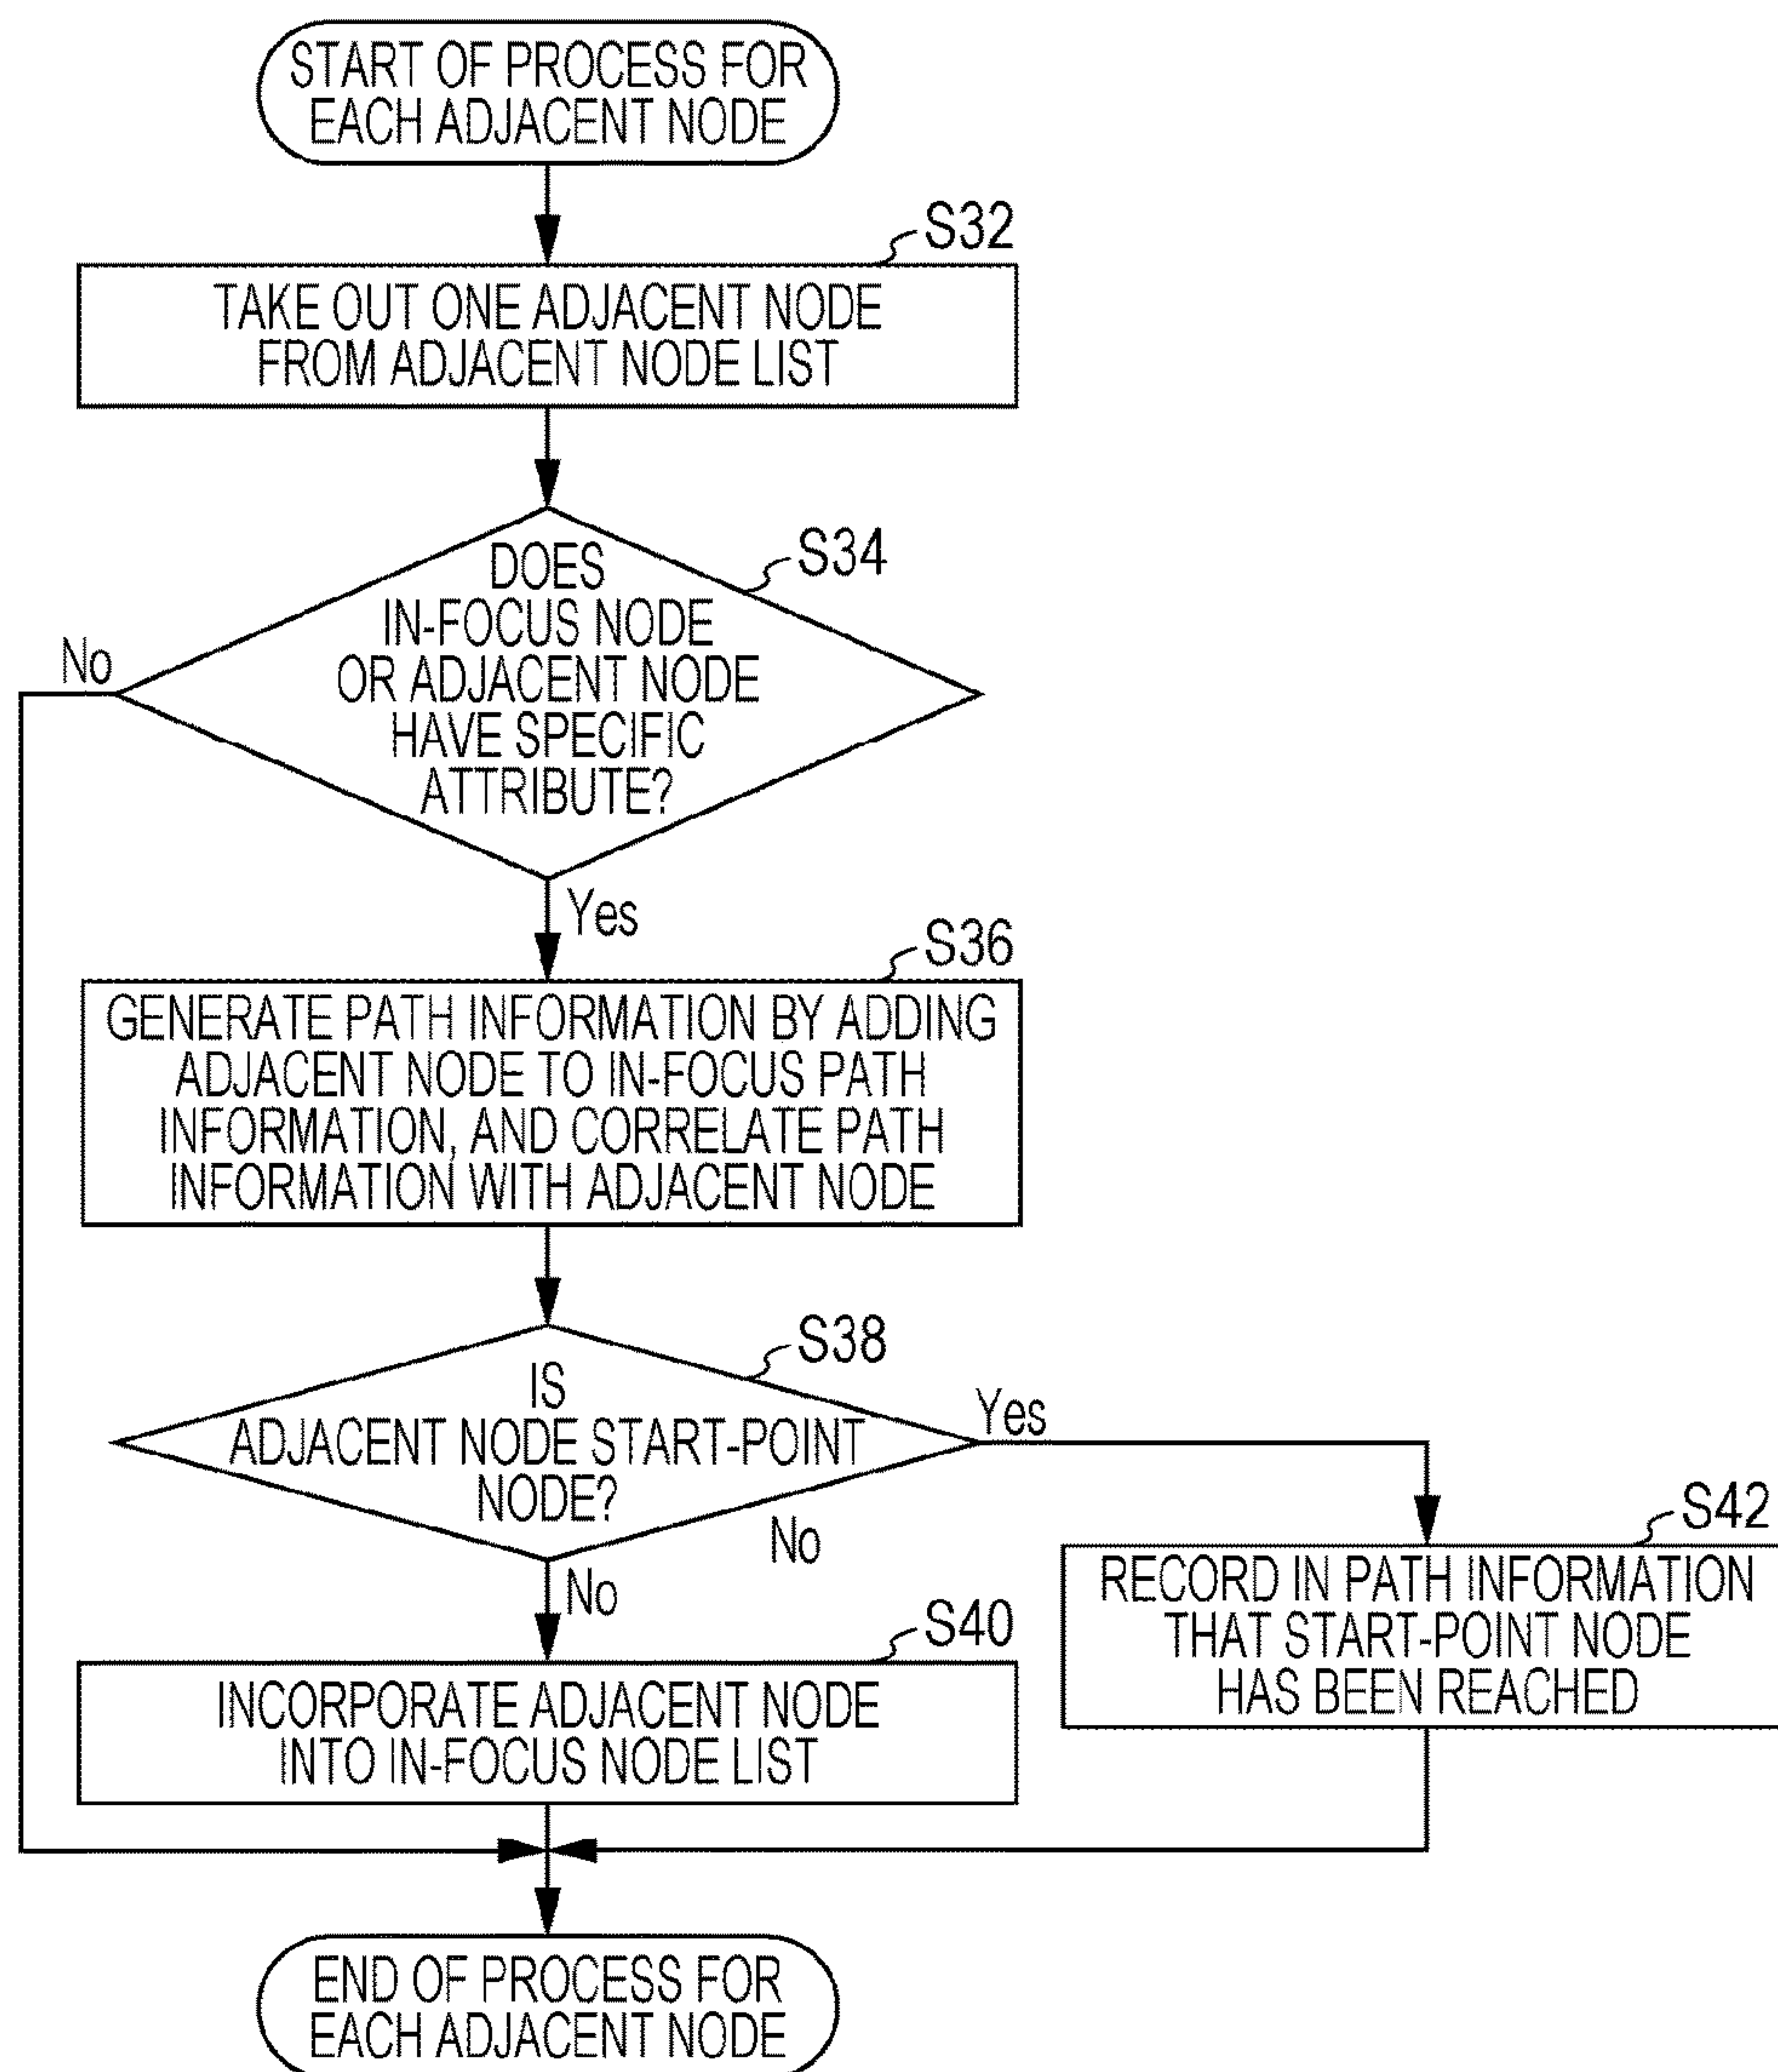 START OF PROCESS FOR
EACH ADJACENT NODE
S32
TAKE OUT ONE ADJACENT NODE
FROM ADJACENT NODE LIST
S34
DOES
IN-FOCUS NODE
OR ADJACENT NODE
HAVE SPECIFIC
ATTRIBUTE?
No
Yes
S36
GENERATE PATH INFORMATION BY ADDING
ADJACENT NODE TO IN-FOCUS PATH
INFORMATION, AND CORRELATE PATH
INFORMATION WITH ADJACENT NODE
S38
IS
ADJACENT NODE START-POINT
NODE?
Yes
No
No
S42
RECORD IN PATH INFORMATION
THAT START-POINT NODE
HAS BEEN REACHED
S40
INCORPORATE ADJACENT NODE
INTO IN-FOCUS NODE LIST
END OF PROCESS FOR
EACH ADJACENT NODE